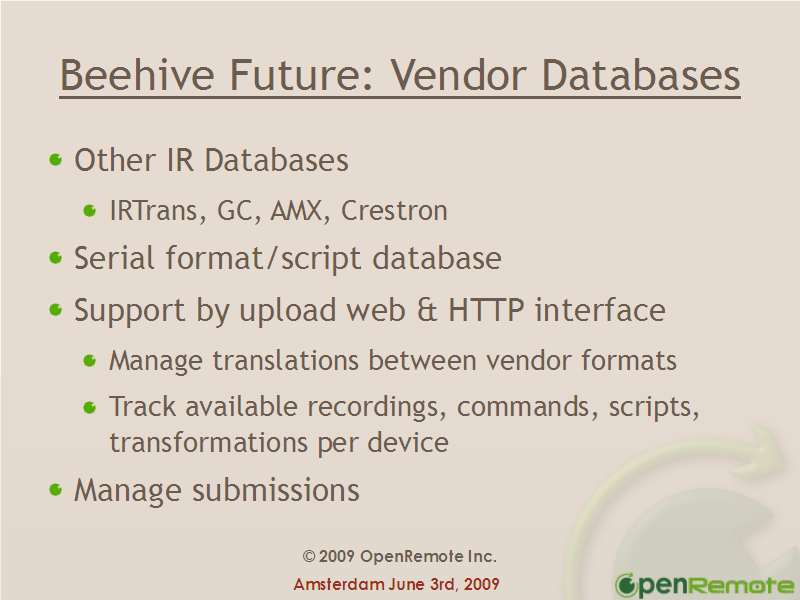 Beehive Future: Vendor Databases
Other IR Databases
IRTrans, GC, AMX, Crestron
Serial format/script database
Support by upload web & HTTP interface
Manage translations between vendor formats
Track available recordings, commands, scripts,
transformations per device
Manage submissions
© 2009 OpenRemote Inc.
Amsterdam June 3rd, 2009
OpenRemote